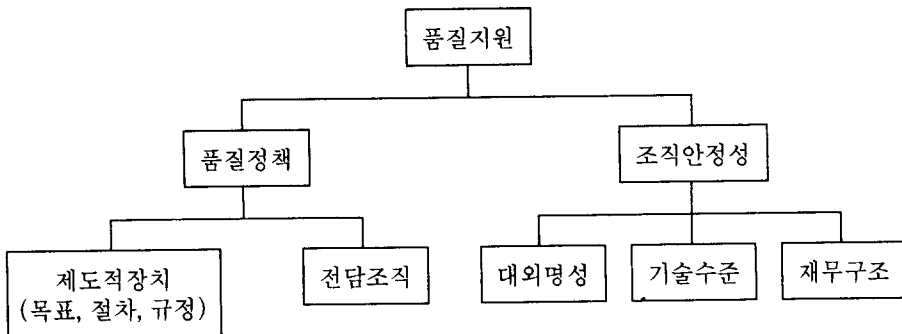 품질지원
품질정책
조직안정성
제도적장치
(목표, 절차, 규정)
전담조직
대외명성
기술수준
재무구조